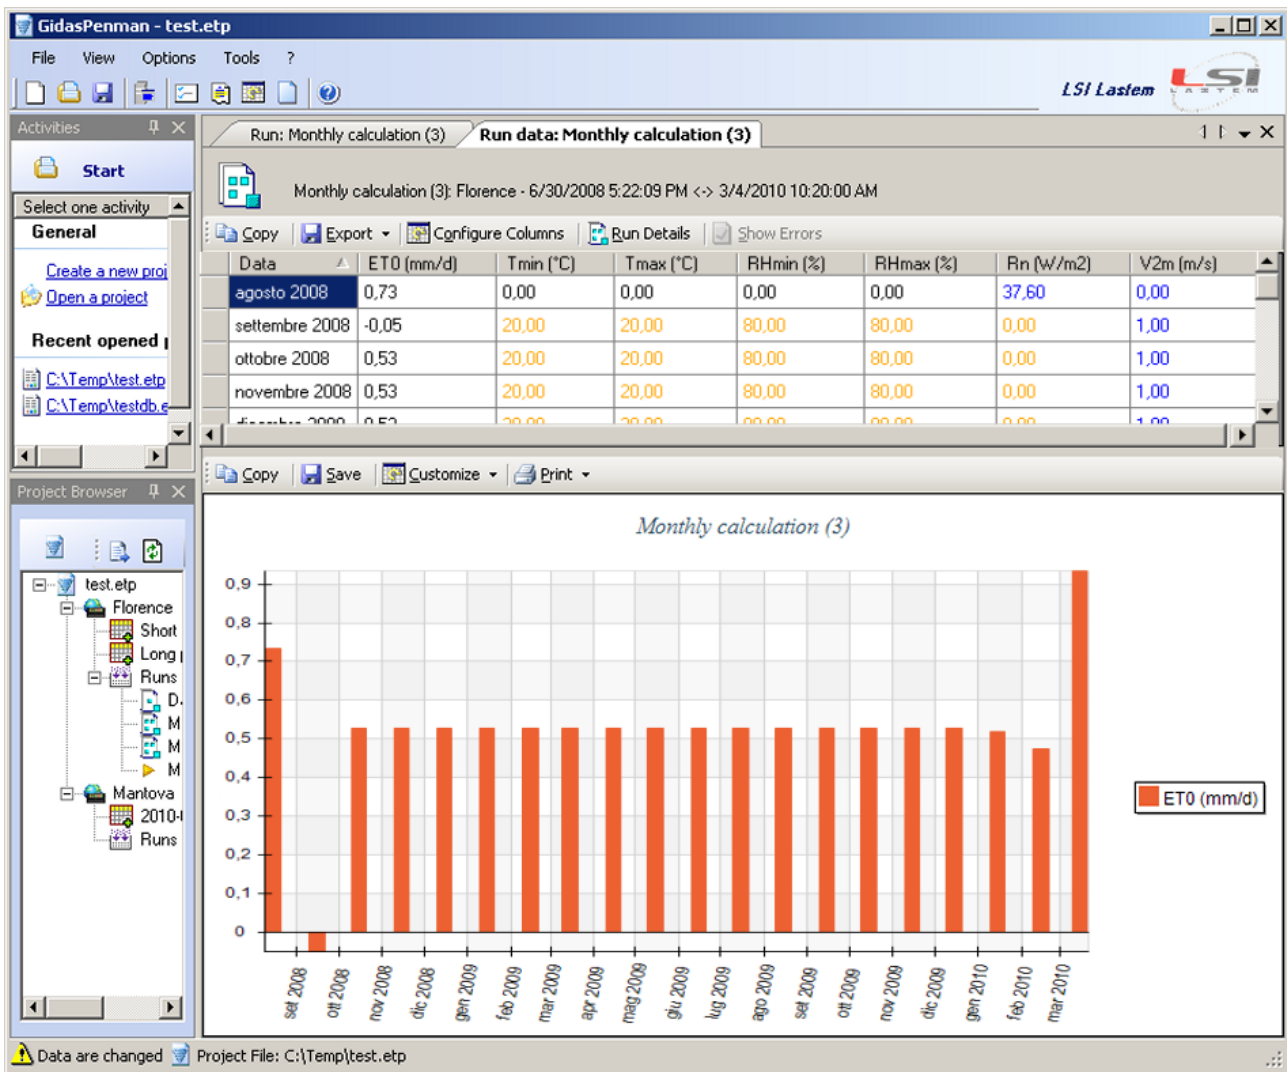 GidasPenman - test.etp
File View Options Tools ?
LSI Lastem
LSI
LASTEM
Activities
Start
Select one activity
General
Create a new proj
Open a project
Recent opened
C:\Temp\test.etp
C:\Temp\testdb.e
Run: Monthly calculation (3) Run data: Monthly calculation (3)
Monthly calculation (3): Florence - 6/30/2008 5:22:09 PM <-> 3/4/2010 10:20:00 AM
Copy Export Configure Columns Run Details Show Errors
Data ET0 (mm/d) Tmin (°C) Tmax (°C) RHmin (%) RHmax (%) Rn (W/m2) V2m (m/s)
agosto 2008 0,73 0,00 0,00 0,00 0,00 37,60 0,00
settembre 2008 -0,05 20,00 20,00 80,00 80,00 0,00 1,00
ottobre 2008 0,53 20,00 20,00 80,00 80,00 0,00 1,00
novembre 2008 0,53 20,00 20,00 80,00 80,00 0,00 1,00
Copy Save Customize Print
Project Browser
test.etp
Florence
Short
Long
Runs
D
M
M
M
Mantova
2010-
Runs
Monthly calculation (3)
0,9
0,8
0,7
0,6
0,5
0,4
0,3
0,2
0,1
0
set 2008 ott 2008 nov 2008 dic 2008 gen 2009 feb 2009 mar 2009 apr 2009 mag 2009 giu 2009 lug 2009 ago 2009 set 2009 ott 2009 nov 2009 dic 2009 gen 2010 feb 2010 mar 2010
ET0 (mm/d)
Data are changed Project File: C:\Temp\test.etp